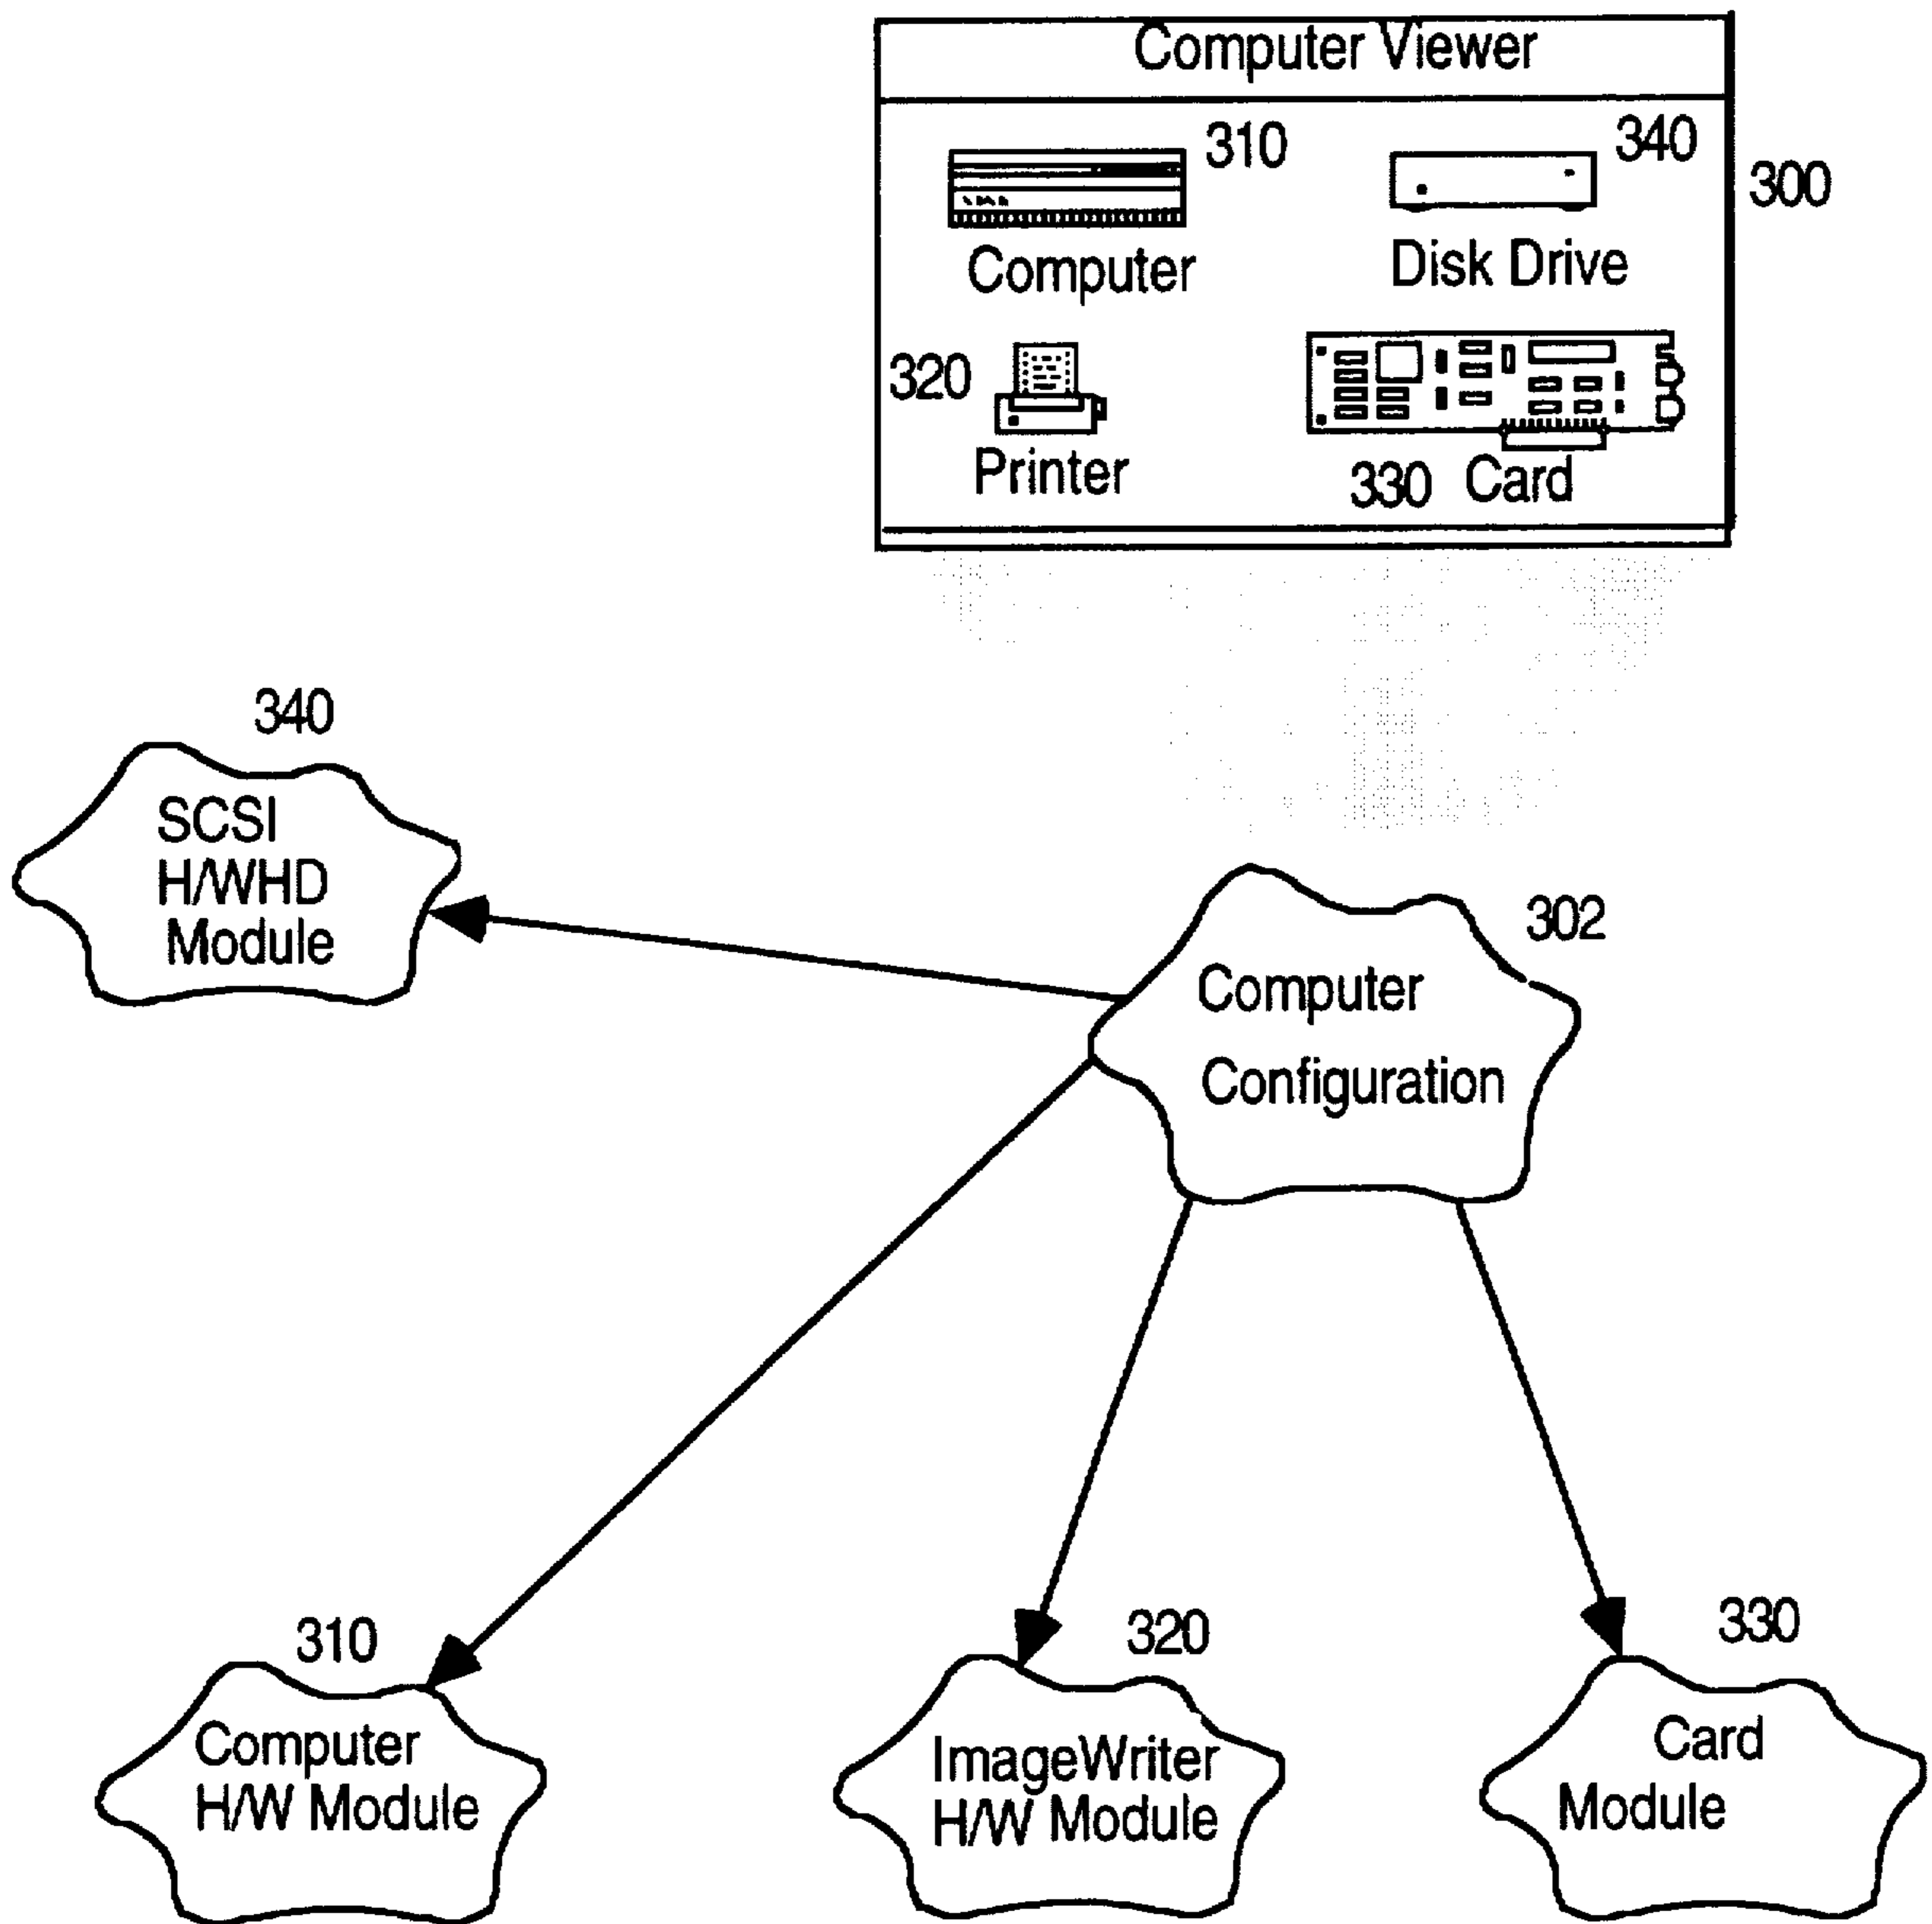 Computer Viewer
310
340
300
Computer
Disk Drive
320
Printer
330 Card
340
SCSI
H/WHD
Module
302
Computer
Configuration
310
Computer
H/W Module
320
ImageWriter
H/W Module
330
Card
Module